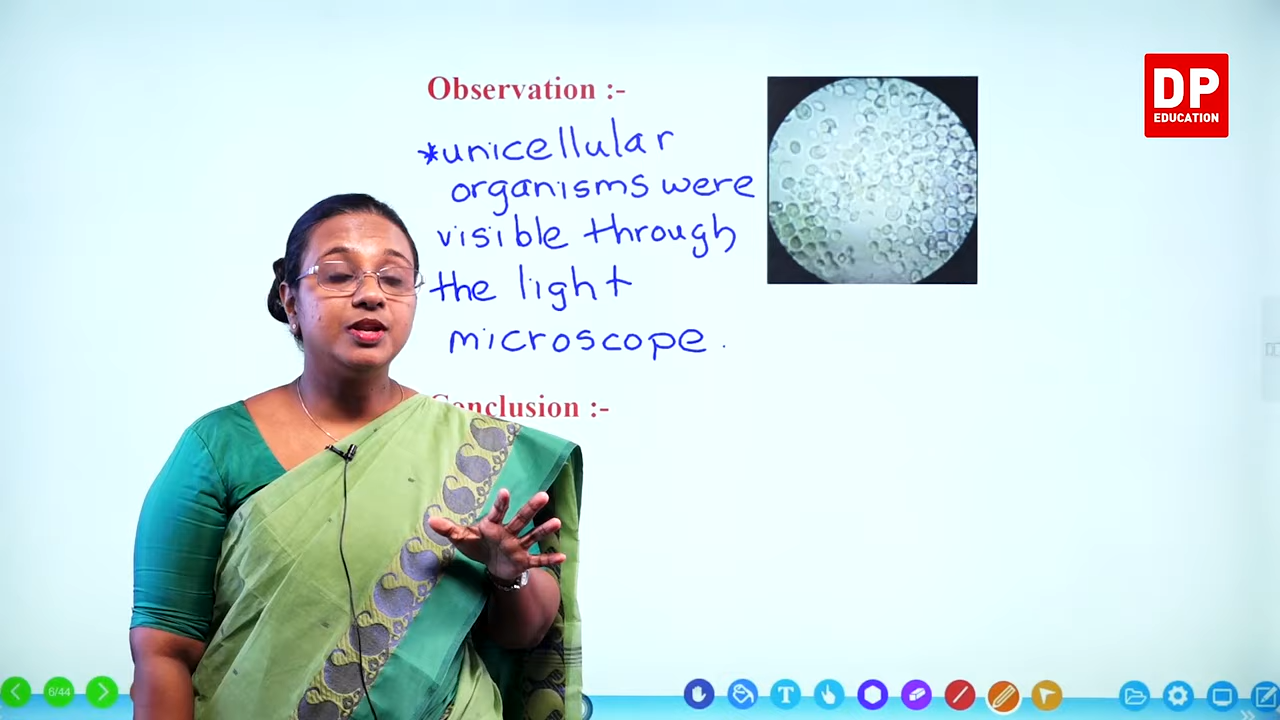 DP
EDUCATION
Observation :-
*unicellular
organisms were
visible through
the light
microscope.
Conclusion :-
6/44
T